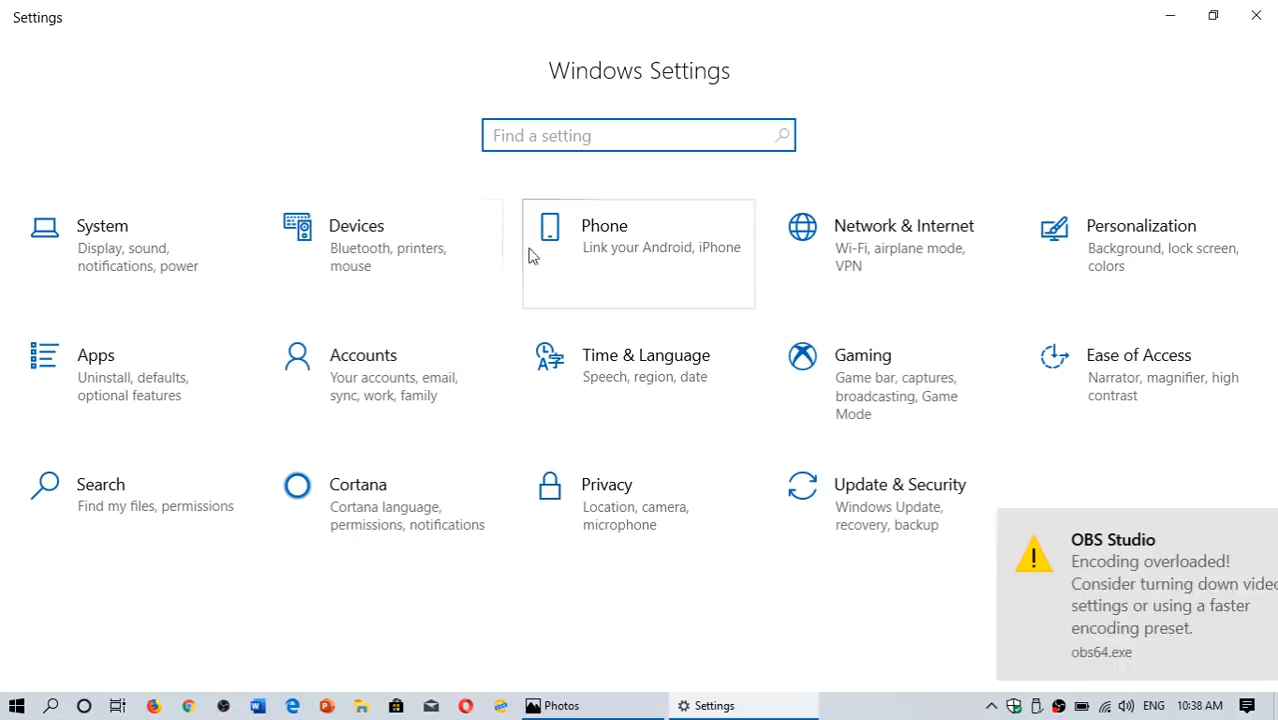 Settings
Windows Settings
Find a setting
System
Display, sound,
notifications, power
Devices
Bluetooth, printers,
mouse
Phone
Link your Android, iPhone
Network & Internet
Wi-Fi, airplane mode,
VPN
Personalization
Background, lock screen,
colors
Apps
Uninstall, defaults,
optional features
Accounts
Your accounts, email,
sync, work, family
Time & Language
Speech, region, date
Gaming
Game bar, captures,
broadcasting, Game
Mode
Ease of Access
Narrator, magnifier, high
contrast
Search
Find my files, permissions
Cortana
Cortana language,
permissions, notifications
Privacy
Location, camera,
microphone
Update & Security
Windows Update,
recovery, backup
OBS Studio
Encoding overloaded!
Consider turning down video
settings or using a faster
encoding preset.
obs64.exe
Photos
Settings
ENG
10:38 AM